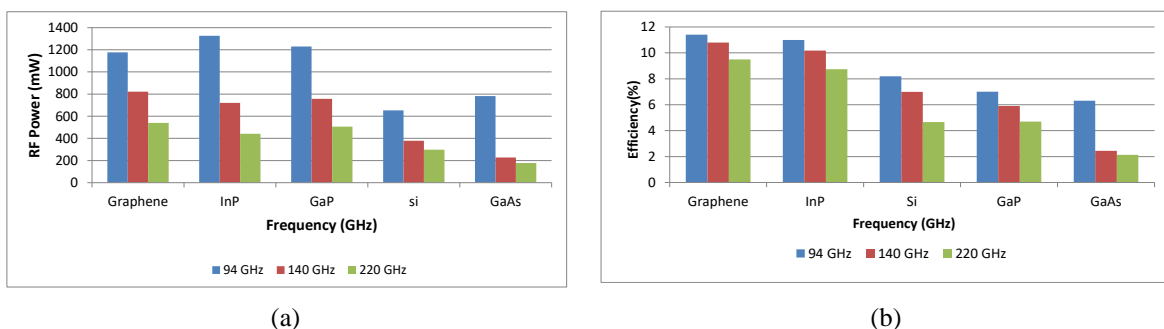 1400
1200
1000
800
600
400
200
0
RF Power (mW)
Graphene InP GaP si GaAs
Frequency (GHz)
94 GHz 140 GHz 220 GHz
(a)
12
10
8
6
4
2
0
Efficiency(%)
Graphene InP Si GaP GaAs
Frequency (GHz)
94 GHz 140 GHz 220 GHz
(b)